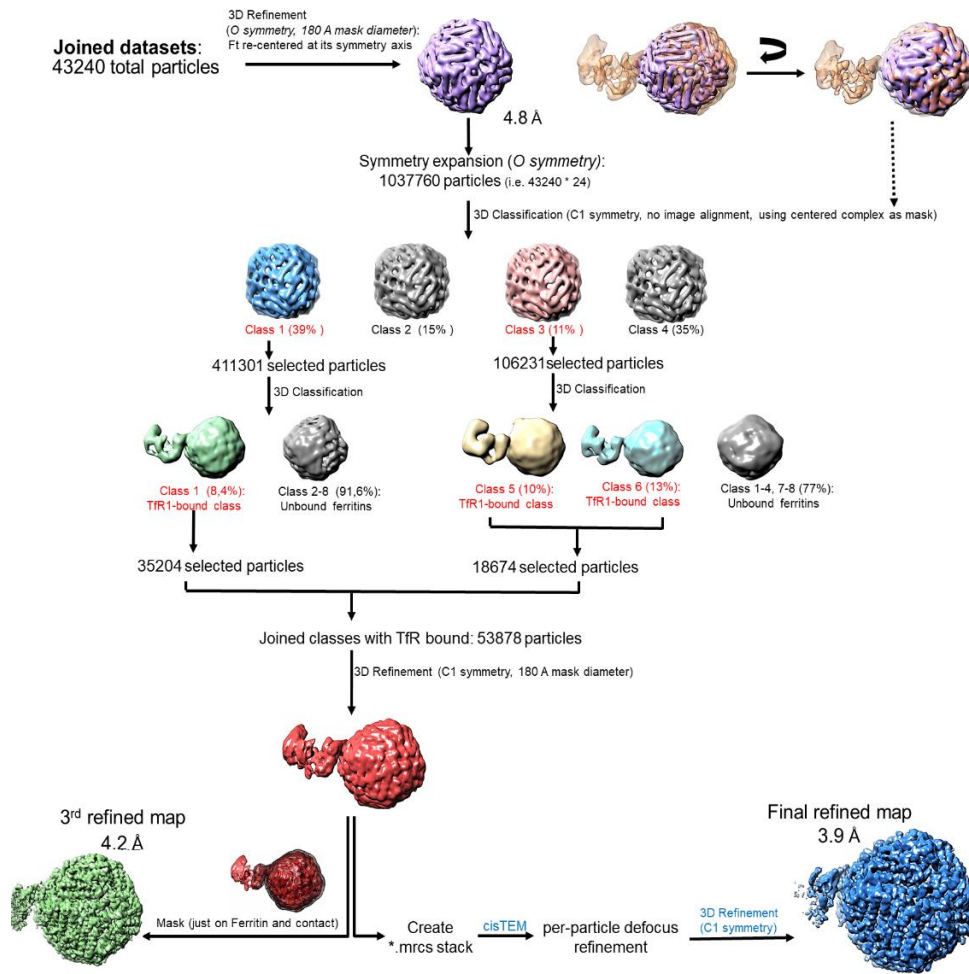 3D Refinement
(O symmetry, 180 A mask diameter):
Ft re-centered at its symmetry axis
Joined datasets:
43240 total particles
4.8 Å
Symmetry expansion (O symmetry):
1037760 particles (i.e. 43240 * 24)
3D Classification (C1 symmetry, no image alignment, using centered complex as mask)
Class 1 (39% )
Class 2 (15% )
Class 3 (11% )
Class 4 (35%)
411301 selected particles
106231 selected particles
3D Classification
3D Classification
Class 1 (8,4%):
TfR1-bound class
Class 2-8 (91,6%):
Unbound ferritins
Class 5 (10%):
TfR1-bound class
Class 6 (13%):
TfR1-bound class
Class 1-4, 7-8 (77%):
Unbound ferritins
35204 selected particles
18674 selected particles
Joined classes with TfR bound: 53878 particles
3D Refinement (C1 symmetry, 180 A mask diameter)
3rd refined map
4.2 Å
Final refined map
3.9 Å
Mask (just on Ferritin and contact)
Create
*.mrcs stack
cisTEM
per-particle defocus
refinement
3D Refinement
(C1 symmetry)